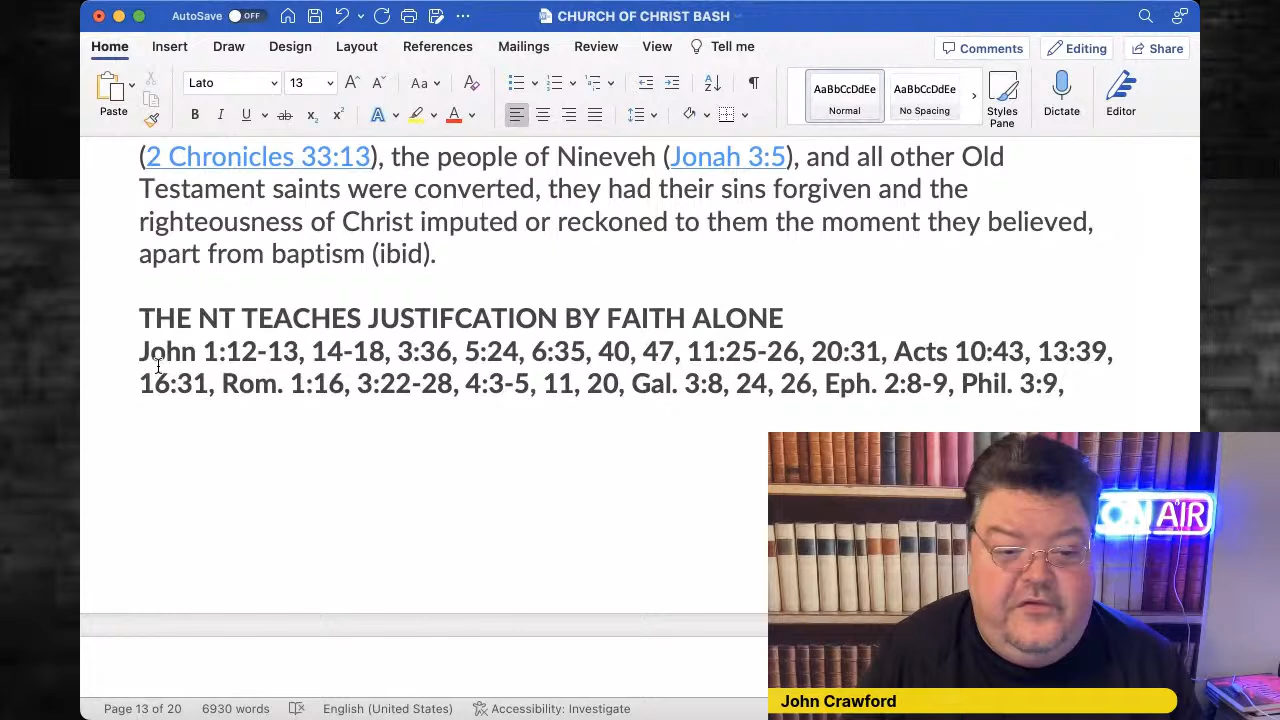 AutoSave OFF CHURCH OF CHRIST BASH
Home Insert Draw Design Layout References Mailings Review View Tell me Comments Editing Share
Paste Lato 13 AaBbCcDdEe AaBbCcDdEe
Normal No Spacing Styles Pane Dictate Editor
(2 Chronicles 33:13), the people of Nineveh (Jonah 3:5), and all other Old
Testament saints were converted, they had their sins forgiven and the
righteousness of Christ imputed or reckoned to them the moment they believed,
apart from baptism (ibid).
THE NT TEACHES JUSTIFCATION BY FAITH ALONE
John 1:12-13, 14-18, 3:36, 5:24, 6:35, 40, 47, 11:25-26, 20:31, Acts 10:43, 13:39,
16:31, Rom. 1:16, 3:22-28, 4:3-5, 11, 20, Gal. 3:8, 24, 26, Eph. 2:8-9, Phil. 3:9,
ON AIR
John Crawford
Page 13 of 6930 words English (United States) Accessibility: Investigate